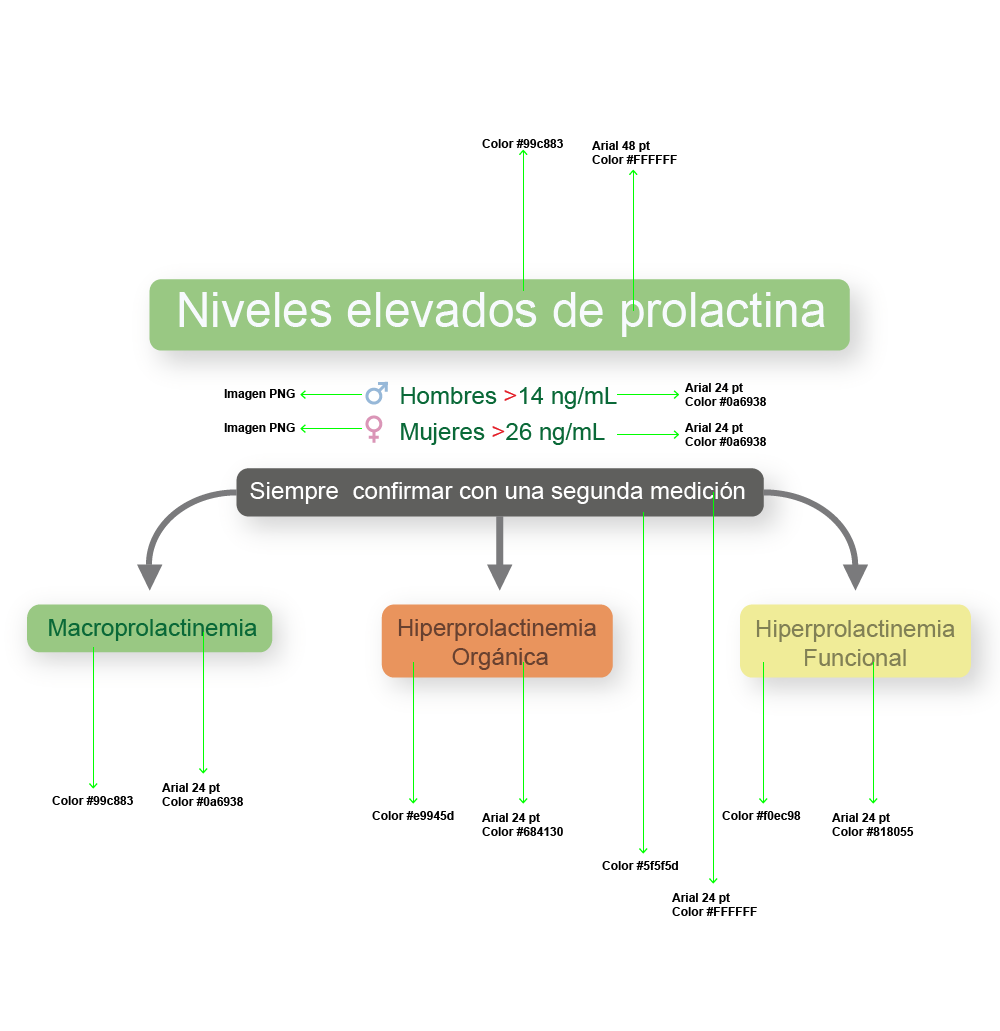 Color #99c883
Arial 48 pt
Color #FFFFFF
Niveles elevados de prolactina
Imagen PNG
Hombres >14 ng/mL
Arial 24 pt
Color #0a6938
Imagen PNG
Mujeres >26 ng/mL
Arial 24 pt
Color #0a6938
Siempre  confirmar con una segunda medición
Macroprolactinemia
Hiperprolactinemia
Orgánica
Hiperprolactinemia
Funcional
Color #99c883
Arial 24 pt
Color #0a6938
Color #e9945d
Arial 24 pt
Color #684130
Color #f0ec98
Arial 24 pt
Color #818055
Color #5f5f5d
Arial 24 pt
Color #FFFFFF